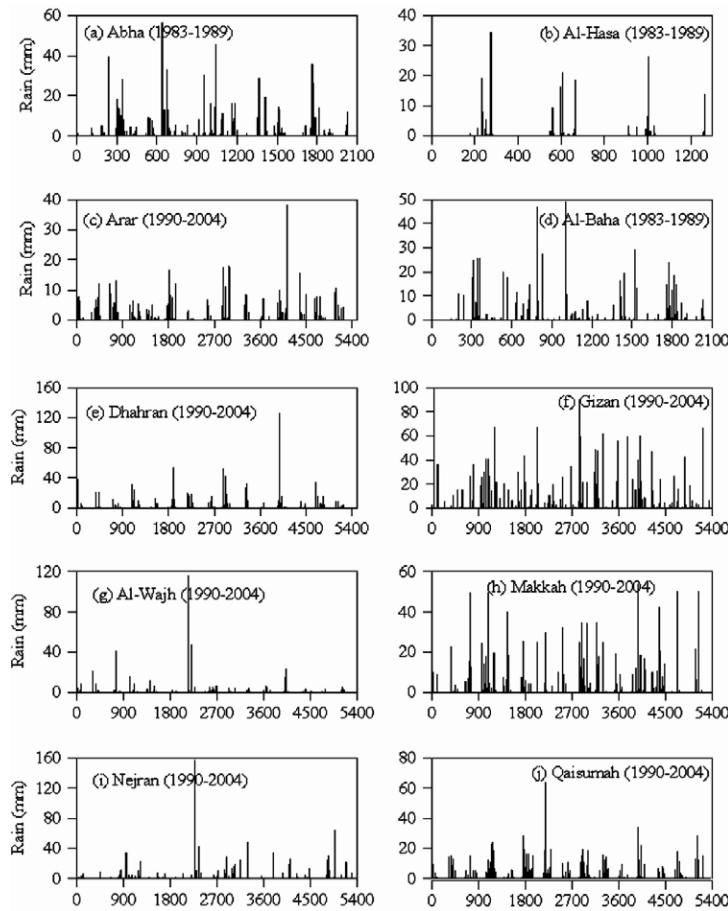 60
(a) Abha (1983-1989)
40
Rain (mm)
20
0
0 300 600 900 1200 1500 1800 2100
40
(b) Al-Hasa (1983-1989)
30
20
10
0
0 200 400 600 800 1000 1200
40
(c) Arar (1990-2004)
30
Rain (mm)
20
10
0
0 900 1800 2700 3600 4500 5400
50
(d) Al-Baha (1983-1989)
40
30
20
10
0
0 300 600 900 1200 1500 1800 2100
160
(e) Dhahran (1990-2004)
120
Rain (mm)
80
40
0
0 900 1800 2700 3600 4500 5400
100
(f) Gizan (1990-2004)
80
60
40
20
0
0 900 1800 2700 3600 4500 5400
120
(g) Al-Wajh (1990-2004)
80
Rain (mm)
40
0
0 900 1800 2700 3600 4500 5400
60
(h) Makkah (1990-2004)
40
20
0
0 900 1800 2700 3600 4500 5400
160
(i) Nejran (1990-2004)
120
Rain (mm)
80
40
0
0 900 1800 2700 3600 4500 5400
80
(j) Qaisumah (1990-2004)
60
40
20
0
0 900 1800 2700 3600 4500 5400